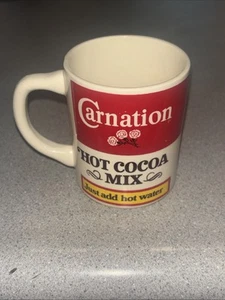 Carnation
HOT COCOA
MIX
Just add hot water